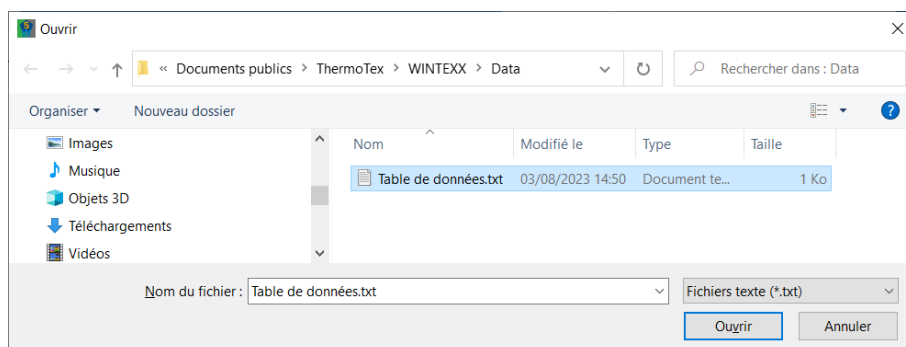 Ouvrir
« Documents publics > ThermoTex > WINTEXX > Data
Rechercher dans : Data
Organiser
Nouveau dossier
Images
Musique
Objets 3D
Téléchargements
Vidéos
Nom Modifié le Type Taille
Table de données.txt 03/08/2023 14:50 Document te... 1 Ko
Nom du fichier : Table de données.txt
Fichiers texte (*.txt)
Ouvrir Annuler